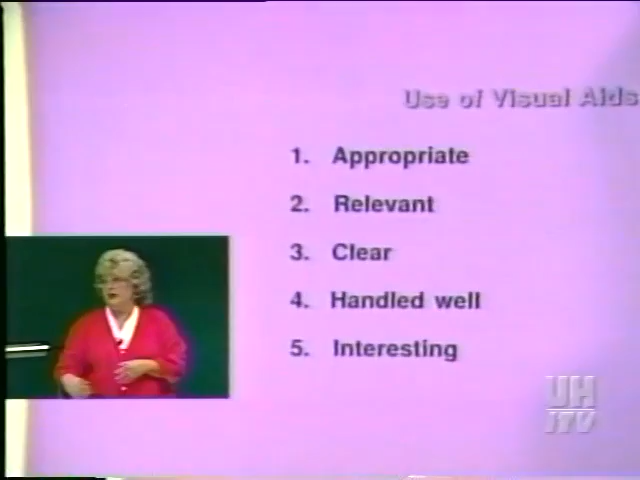 Use of Visual Aids
1. Appropriate
2. Relevant
3. Clear
4. Handled well
5. Interesting
UH
ITV